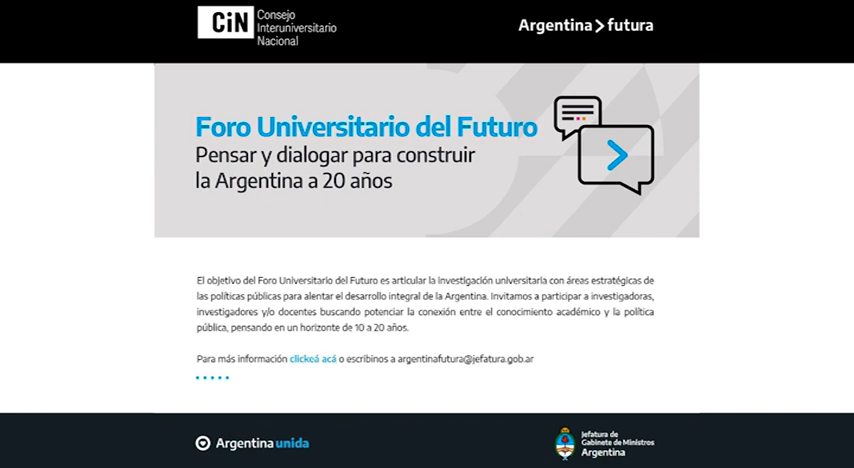 CiN Consejo
Interuniversitario
Nacional
Argentina futura
Foro Universitario del Futuro
Pensar y dialogar para construir
la Argentina a 20 años
El objetivo del Foro Universitario del Futuro es articular la investigación universitaria con áreas estratégicas de
las políticas públicas para alentar el desarrollo integral de la Argentina. Invitamos a participar a investigadoras,
investigadores y/o docentes buscando potenciar la conexión entre el conocimiento académico y la política
pública, pensando en un horizonte de 10 a 20 años.
Para más información clickeá acá o escribinos a argentinafutura@jefatura.gob.ar
Argentina unida
Jefatura de
Gabinete de Ministros
Argentina